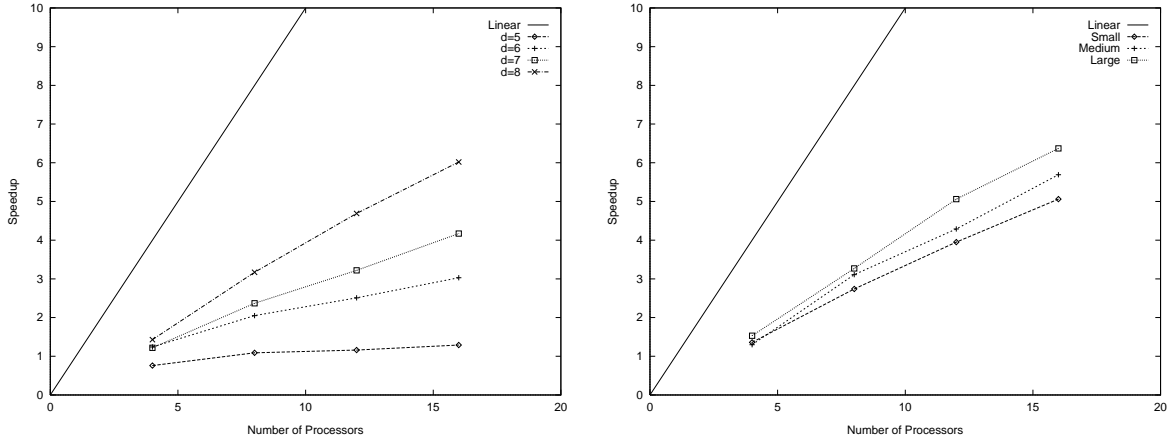 10
9
8
7
6
5
4
3
2
1
0
Speedup
0 5 10 15 20
Number of Processors
Linear
d=5
d=6
d=7
d=8
10
9
8
7
6
5
4
3
2
1
0
Speedup
0 5 10 15 20
Number of Processors
Linear
Small
Medium
Large